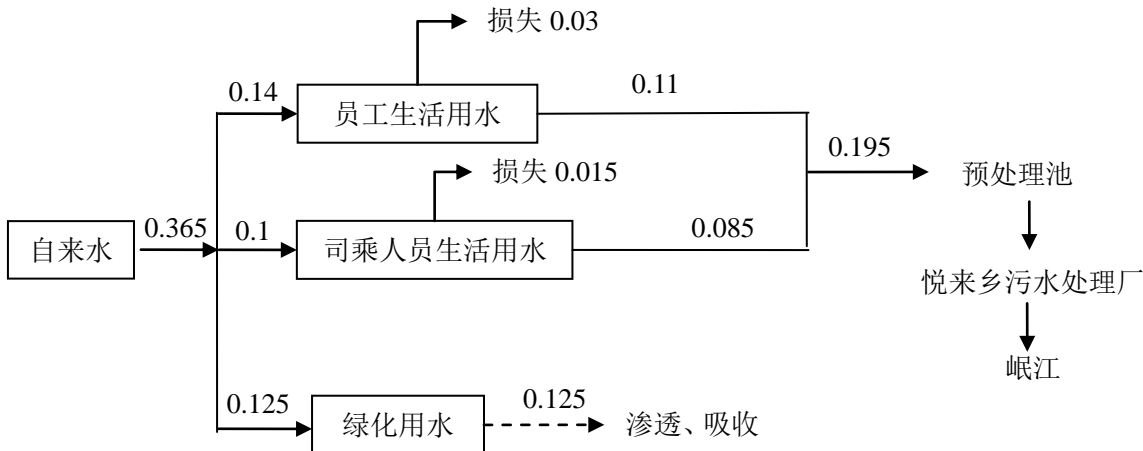 损失 0.03
0.14
员工生活用水
0.11
0.195
预处理池
损失 0.015
自来水
0.365
0.1
司乘人员生活用水
0.085
悦来乡污水处理厂
岷江
0.125
绿化用水
0.125
渗透、吸收